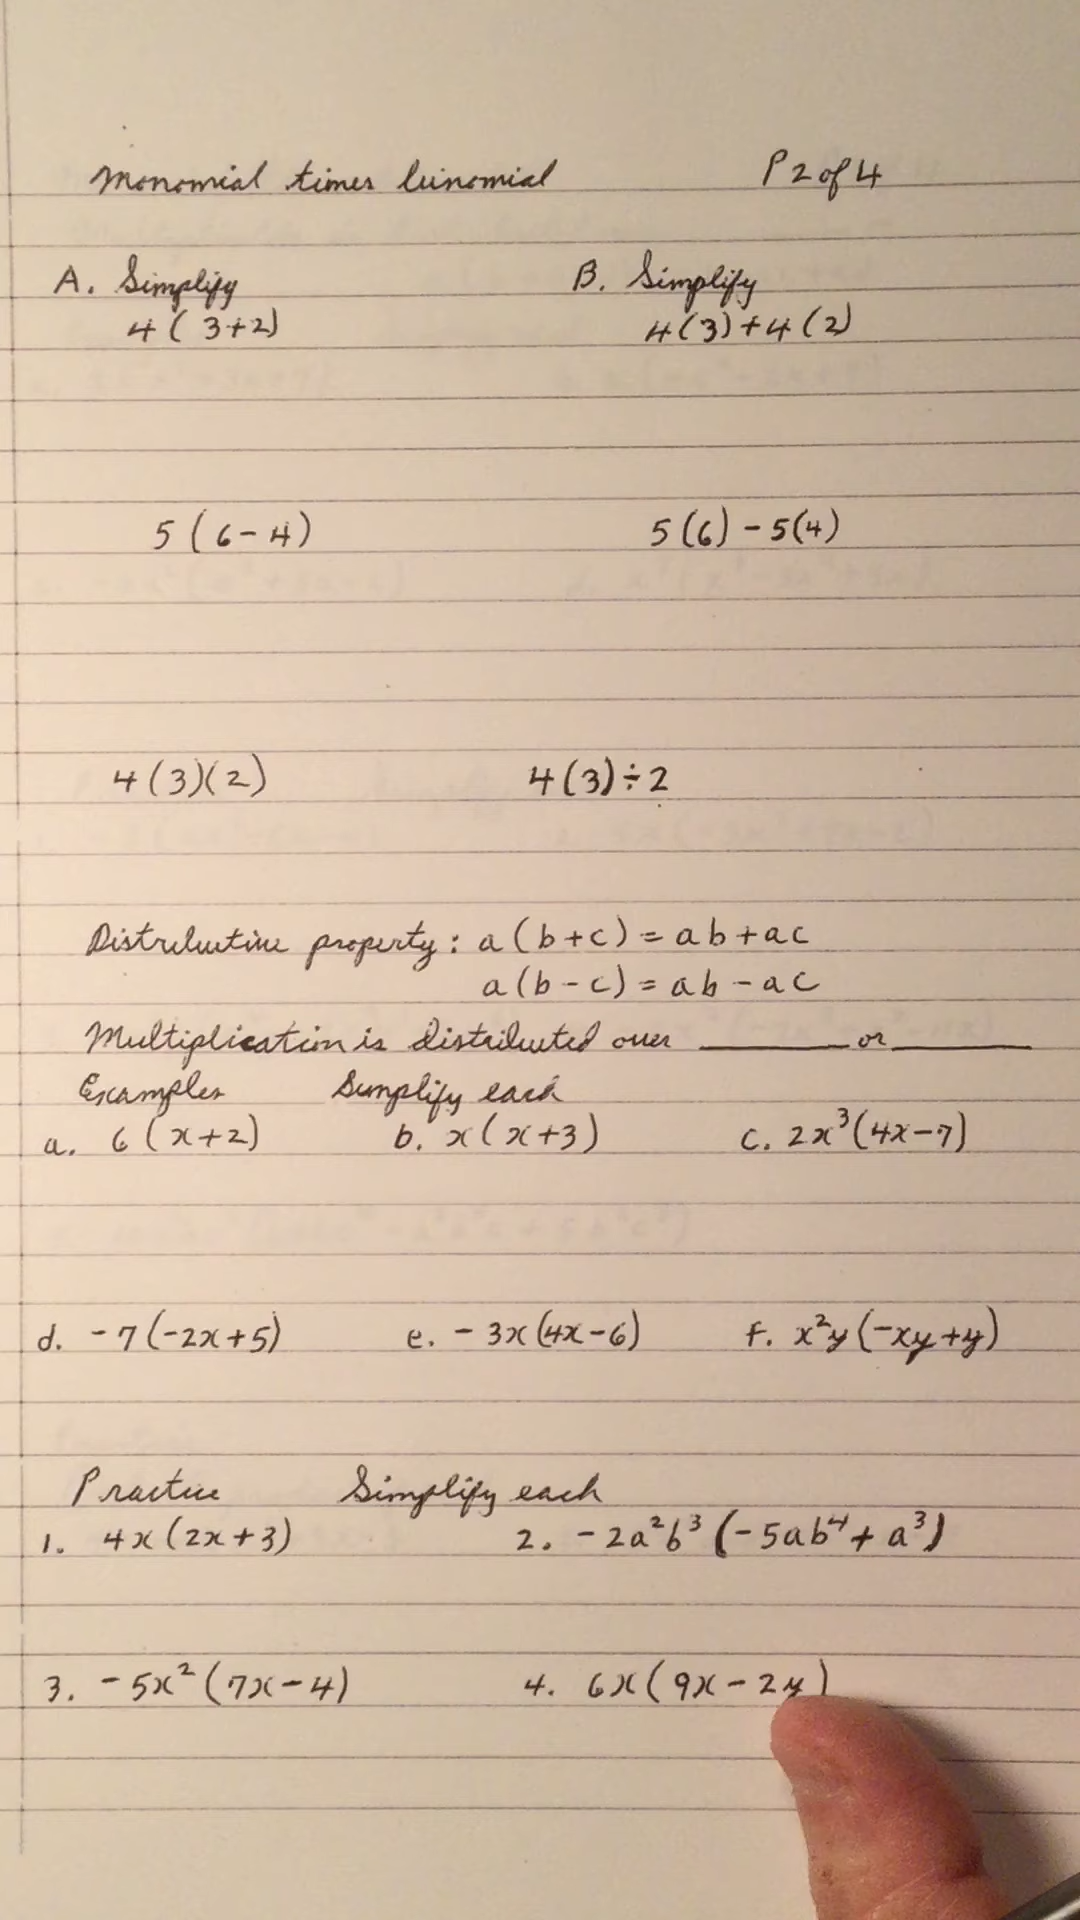 Monomial times binomial P 2 of 4
A. Simplify B. Simplify
4(3+2) 4(3)+4(2)
5(6-4) 5(6)-5(4)
4(3)(2) 4(3)÷2
Distributive property: a(b+c)=ab+ac
a(b-c)=ab-ac
Multiplication is distributed over ________ or ________
Examples Simplify each
a. 6(x+2) b. x(x+3) c. 2x³(4x-7)
d. -7(-2x+5) e. -3x(4x-6) f. x²y(-xy+y)
Practice Simplify each
1. 4x(2x+3) 2. -2a²b³(-5ab⁴+a³)
3. -5x²(7x-4) 4. 6x(9x-2y)